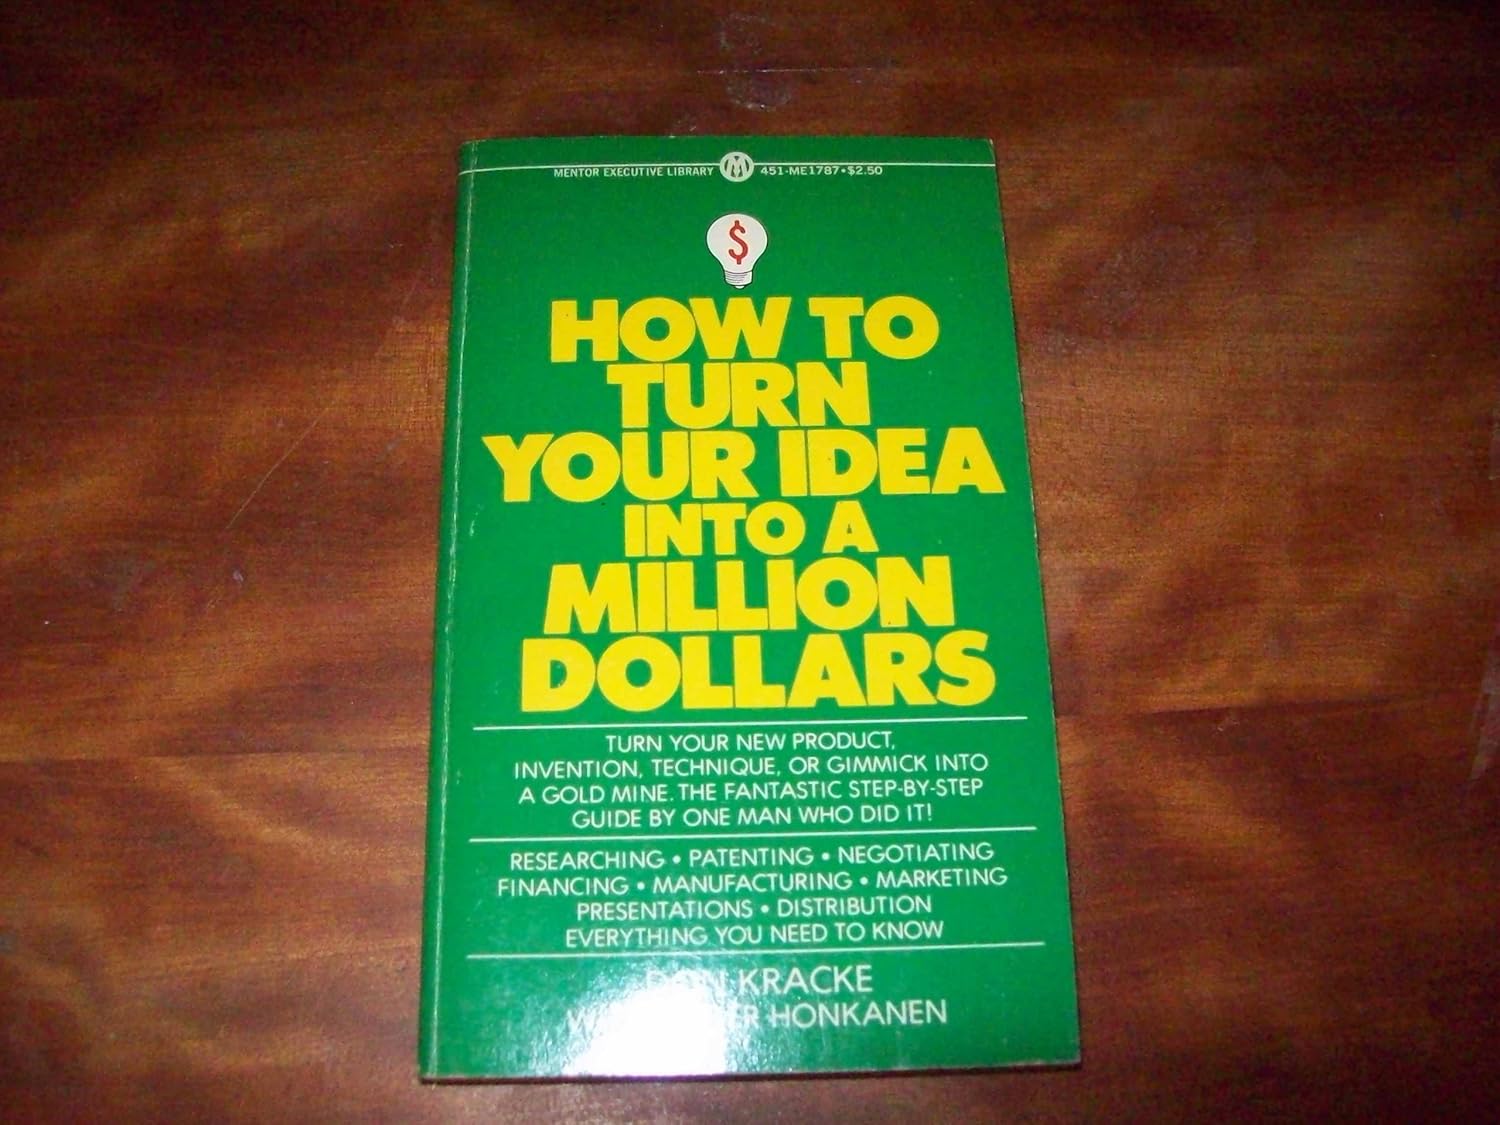 MENTOR EXECUTIVE LIBRARY M 451-ME1787•$2.50
$
HOW TO
TURN
YOUR IDEA
INTO A
MILLION
DOLLARS
TURN YOUR NEW PRODUCT,
INVENTION, TECHNIQUE, OR GIMMICK INTO
A GOLD MINE. THE FANTASTIC STEP-BY-STEP
GUIDE BY ONE MAN WHO DID IT!
RESEARCHING • PATENTING • NEGOTIATING
FINANCING • MANUFACTURING • MARKETING
PRESENTATIONS • DISTRIBUTION
EVERYTHING YOU NEED TO KNOW
KRACKE
HONKANEN